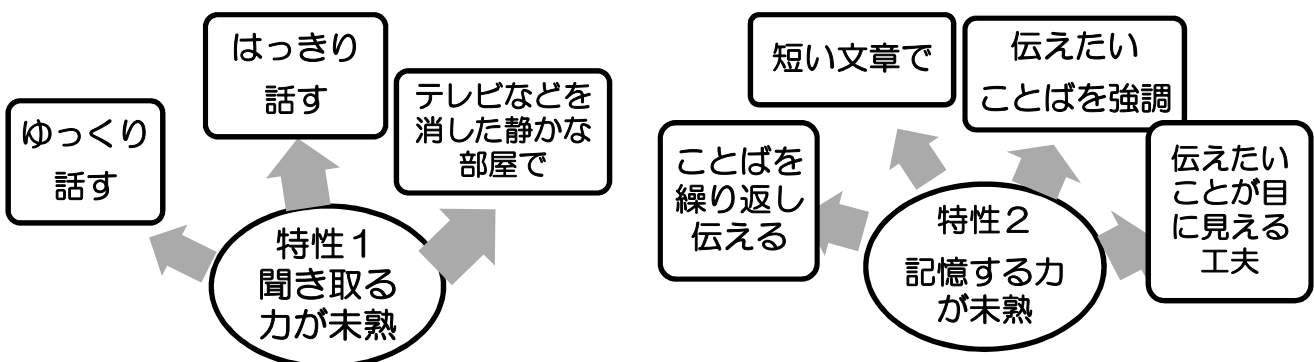 ゆっくり
話す
はっきり
話す
テレビなどを
消した静かな
部屋で
特性１
聞き取る
力が未熟
ことばを
繰り返し
伝える
短い文章で
伝えたい
ことばを強調
伝えたい
ことが目
に見える
工夫
特性２
記憶する力
が未熟